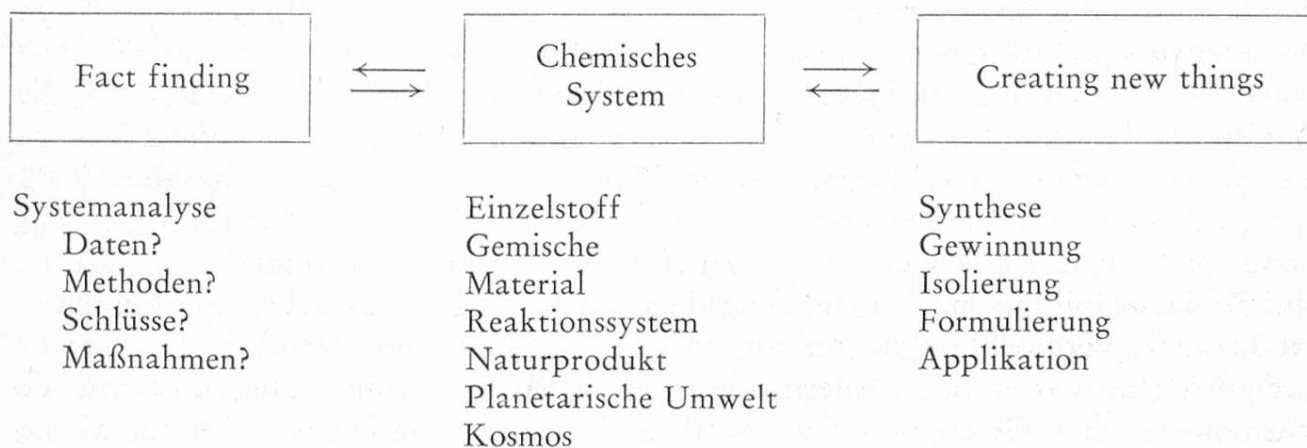 Fact finding
Chemisches
System
Creating new things
Systemanalyse
Daten?
Methoden?
Schlüsse?
Maßnahmen?
Einzelstoff
Gemische
Material
Reaktionssystem
Naturprodukt
Planetarische Umwelt
Kosmos
Synthese
Gewinnung
Isolierung
Formulierung
Applikation